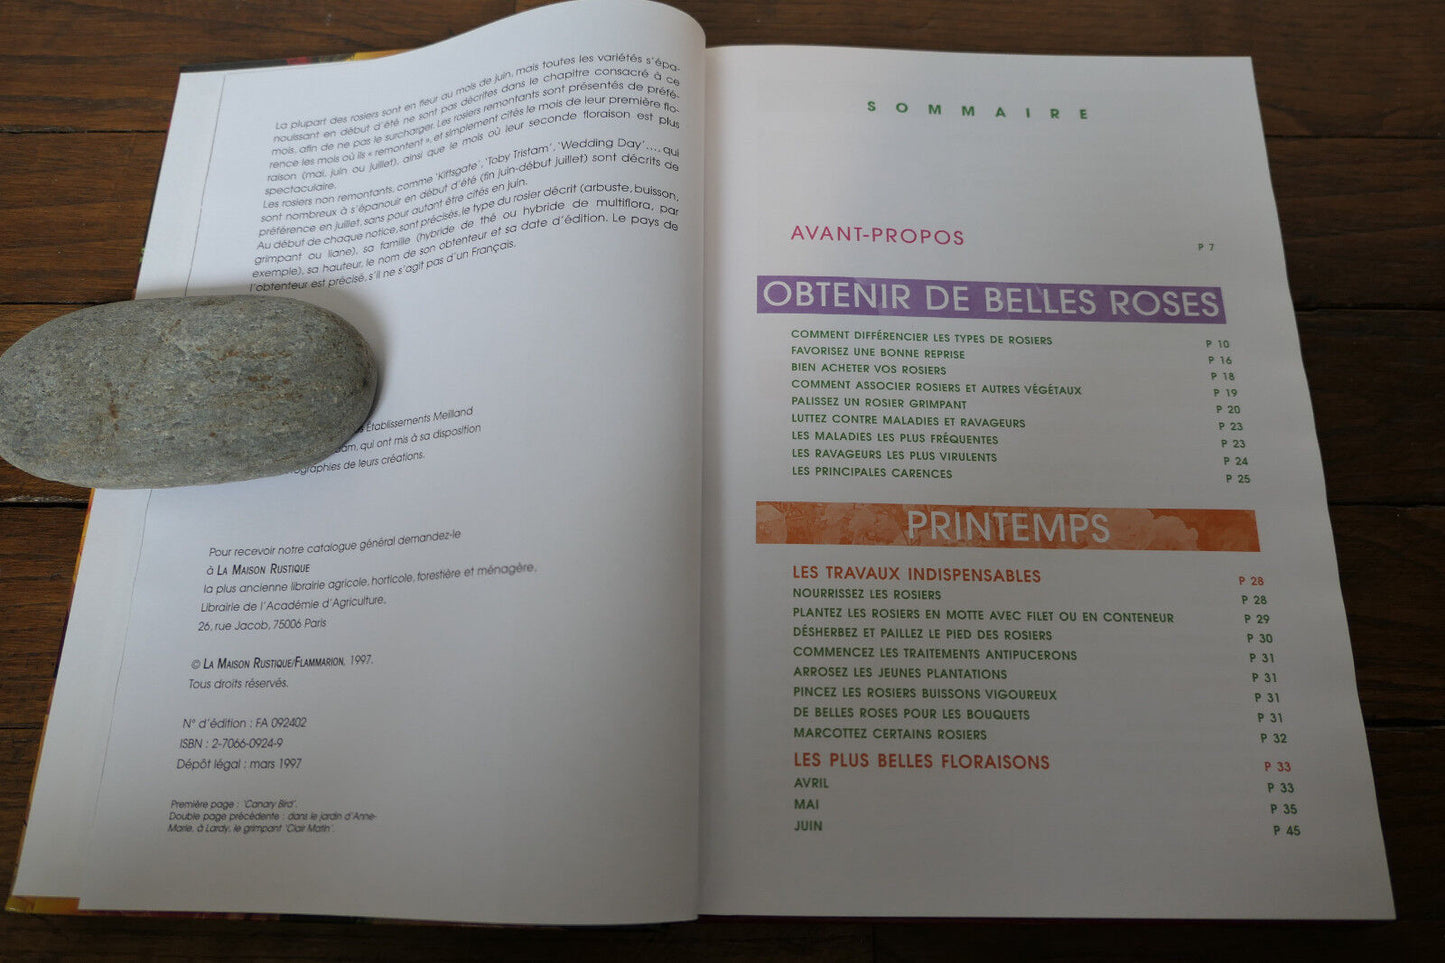 La plupart des rosiers sont en fleur au mois de juin, mais toutes les variétés s'épa-
nouissant en début d'été ne sont pas décrites dans le chapitre consacré à ce
mois, afin de ne pas le surcharger. Les rosiers remontants sont présentés de préfé-
rence les mois où ils « remontent », et simplement cités le mois de leur première flo-
raison (mai, juin ou juillet), ainsi que le mois où leur seconde floraison est plus
spectaculaire.
Les rosiers non remontants, comme 'Kiftsgate', 'Toby Tristam', 'Wedding Day'..., qui
sont nombreux à s'épanouir en début d'été (fin juin-début juillet) sont décrits de
préférence en juillet, sans pour autant être cités en juin.
Au début de chaque notice, sont précisés, le type du rosier décrit (arbuste, buisson,
grimpant ou liane), sa famille (hybride de thé ou hybride de multiflora, par
exemple), sa hauteur, le nom de son obtenteur et sa date d'édition. Le pays de
l'obtenteur est précisé, s'il ne s'agit pas d'un Français.
Établissements Meilland
qui ont mis à sa disposition
de leurs créations.
Pour recevoir notre catalogue général demandez-le
à LA MAISON RUSTIQUE
la plus ancienne librairie agricole, horticole, forestière et ménagère.
Librairie de l'Académie d'Agriculture,
26, rue Jacob, 75006 Paris
© LA MAISON RUSTIQUE/FLAMMARION, 1997.
Tous droits réservés.
N° d'édition : FA 092402
ISBN : 2-7066-0924-9
Dépôt légal : mars 1997
Première page : 'Canary Bird'.
Double page précédente : dans le jardin d'Anne-
Marie, à Lardy, le grimpant 'Clair Matin'.
SOMMAIRE
AVANT-PROPOS P 7
OBTENIR DE BELLES ROSES
COMMENT DIFFÉRENCIER LES TYPES DE ROSIERS P 10
FAVORISEZ UNE BONNE REPRISE P 16
BIEN ACHETER VOS ROSIERS P 18
COMMENT ASSOCIER ROSIERS ET AUTRES VÉGÉTAUX P 19
PALISSEZ UN ROSIER GRIMPANT P 20
LUTTEZ CONTRE MALADIES ET RAVAGEURS P 23
LES MALADIES LES PLUS FRÉQUENTES P 23
LES RAVAGEURS LES PLUS VIRULENTS P 24
LES PRINCIPALES CARENCES P 25
PRINTEMPS
LES TRAVAUX INDISPENSABLES P 28
NOURRISSEZ LES ROSIERS P 28
PLANTEZ LES ROSIERS EN MOTTE AVEC FILET OU EN CONTENEUR P 29
DÉSHERBEZ ET PAILLEZ LE PIED DES ROSIERS P 30
COMMENCEZ LES TRAITEMENTS ANTIPUCERONS P 31
ARROSEZ LES JEUNES PLANTATIONS P 31
PINCEZ LES ROSIERS BUISSONS VIGOUREUX P 31
DE BELLES ROSES POUR LES BOUQUETS P 31
MARCOTTEZ CERTAINS ROSIERS P 32
LES PLUS BELLES FLORAISONS P 33
AVRIL P 33
MAI P 35
JUIN P 45